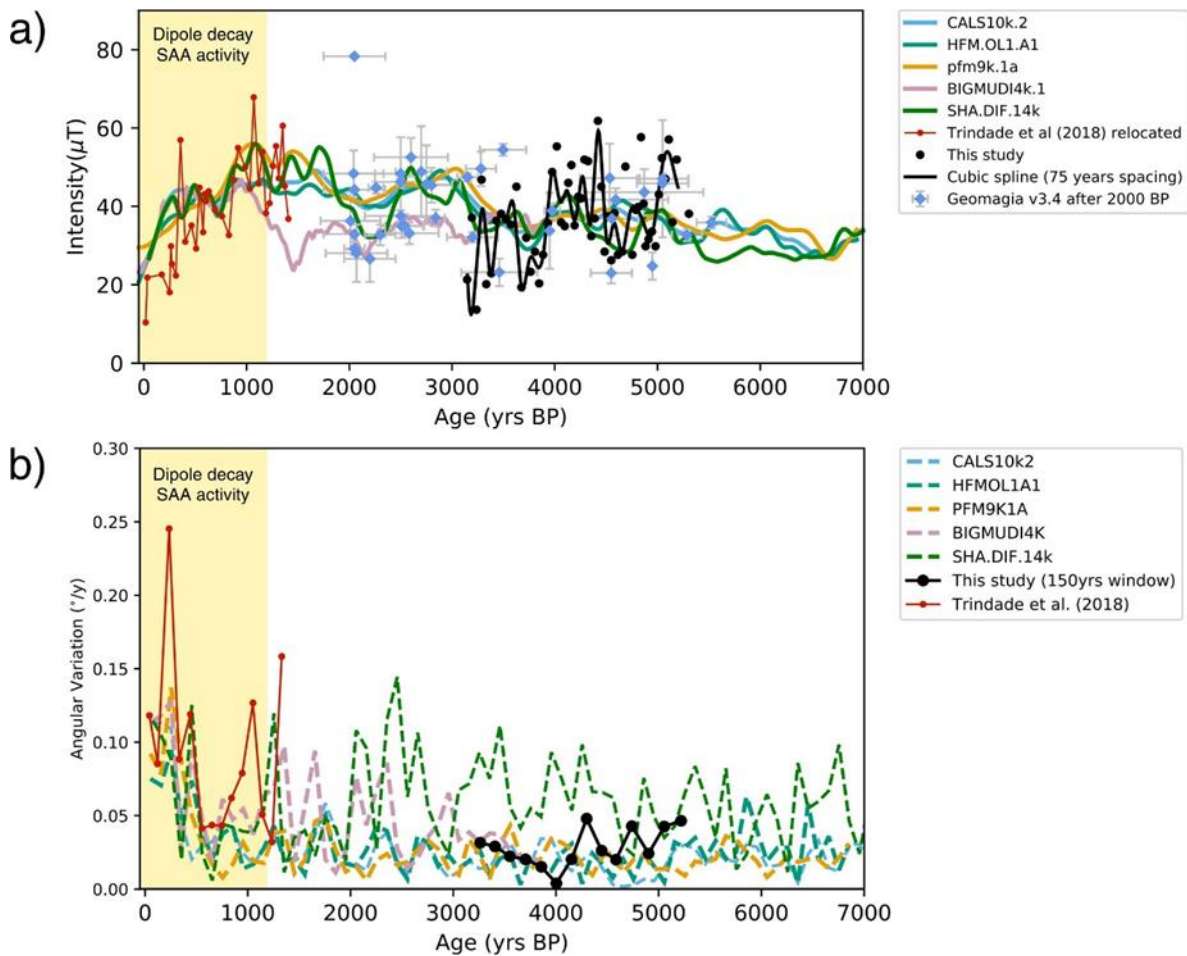 a)
Dipole decay
SAA activity
Intensity(μT)
80
60
40
20
0
0 1000 2000 3000 4000 5000 6000 7000
Age (yrs BP)
CALS10k.2
HFM.OL1.A1
pfm9k.1a
BIGMUDI4k.1
SHA.DIF.14k
Trindade et al (2018) relocated
This study
Cubic spline (75 years spacing)
Geomagia v3.4 after 2000 BP
b)
Dipole decay
SAA activity
Angular Variation (°/y)
0.30
0.25
0.20
0.15
0.10
0.05
0.00
0 1000 2000 3000 4000 5000 6000 7000
Age (yrs BP)
CALS10k2
HFMOL1A1
PFM9K1A
BIGMUDI4K
SHA.DIF.14k
This study (150yrs window)
Trindade et al. (2018)